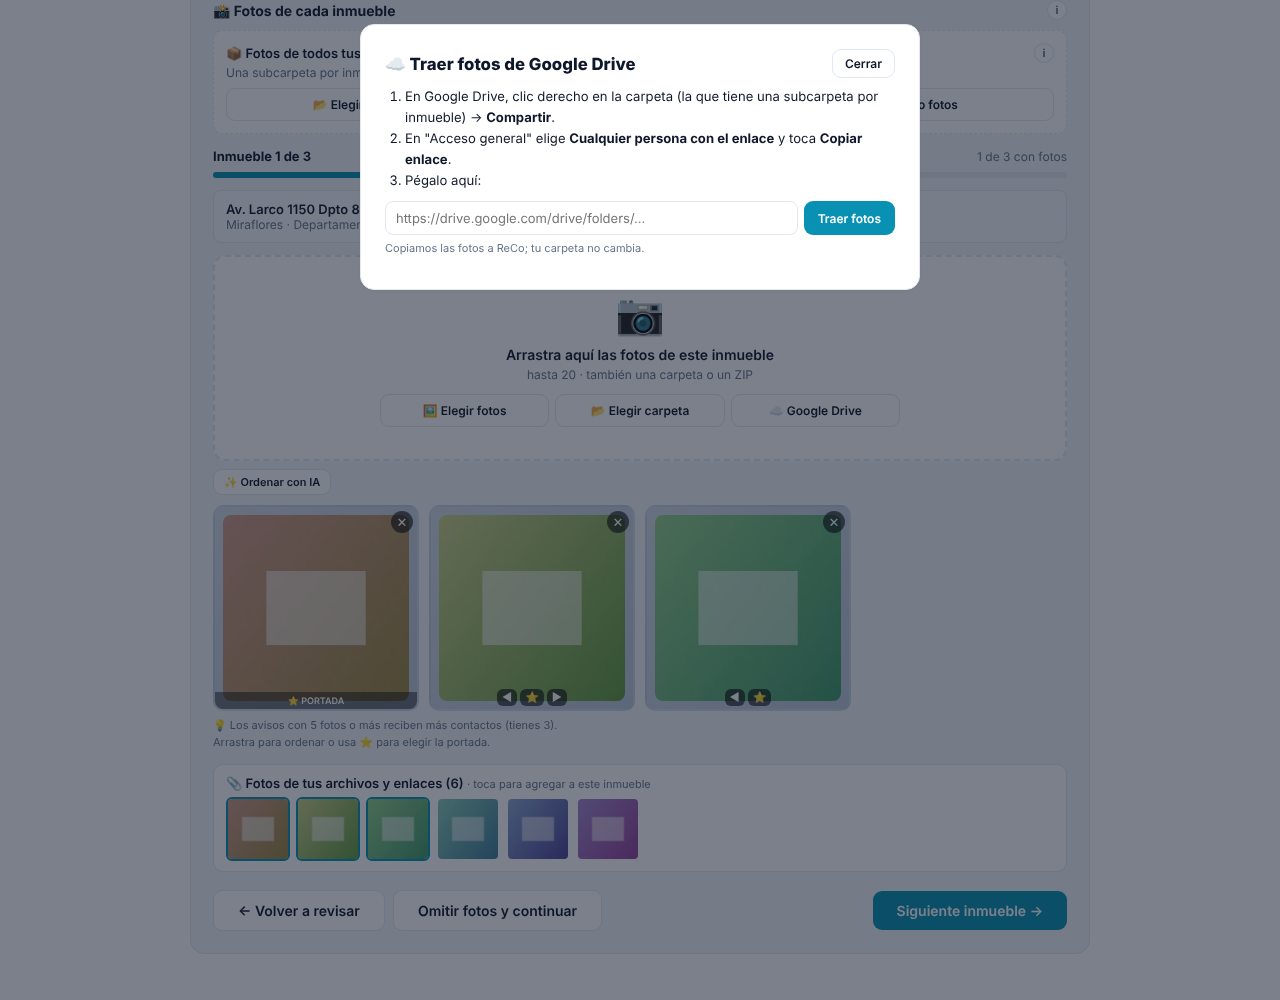 📸 Fotos de cada inmueble
i
☁️ Traer fotos de Google Drive
Cerrar
1. En Google Drive, clic derecho en la carpeta (la que tiene una subcarpeta por
inmueble) → Compartir.
2. En "Acceso general" elige Cualquier persona con el enlace y toca Copiar
enlace.
3. Pégalo aquí:
https://drive.google.com/drive/folders/...
Traer fotos
Copiamos las fotos a ReCo; tu carpeta no cambia.
📦 Fotos de todos tus
i
Una subcarpeta por
fotos
Inmueble 1 de 3
1 de 3 con fotos
Av. Larco 1150 Dpto
Miraflores ·
Arrastra aquí las fotos de este inmueble
hasta 20 · también una carpeta o un ZIP
🖼️ Elegir fotos
📂 Elegir carpeta
☁️ Google Drive
✨ Ordenar con IA
⭐ PORTADA
💡 Los avisos con 5 fotos o más reciben más contactos (tienes 3).
Arrastra para ordenar o usa ⭐ para elegir la portada.
📎 Fotos de tus archivos y enlaces (6) · toca para agregar a este inmueble
← Volver a revisar
Omitir fotos y continuar
Siguiente inmueble →